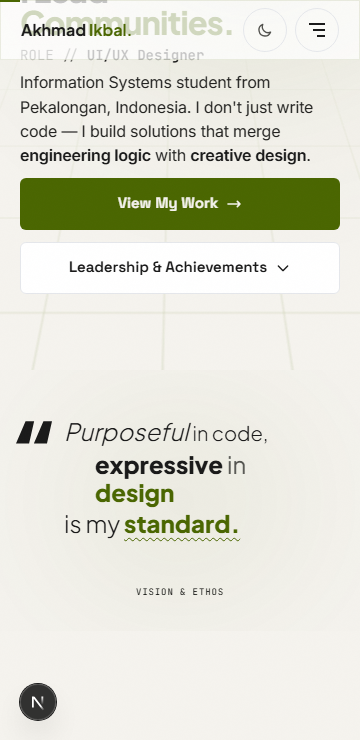 Communities.
Akhmad Ikbal.
ROLE // UI/UX Designer
Information Systems student from
Pekalongan, Indonesia. I don't just write
code — I build solutions that merge
engineering logic with creative design.
View My Work →
Leadership & Achievements
Purposeful in code,
expressive in
design
is my standard.
VISION & ETHOS
N